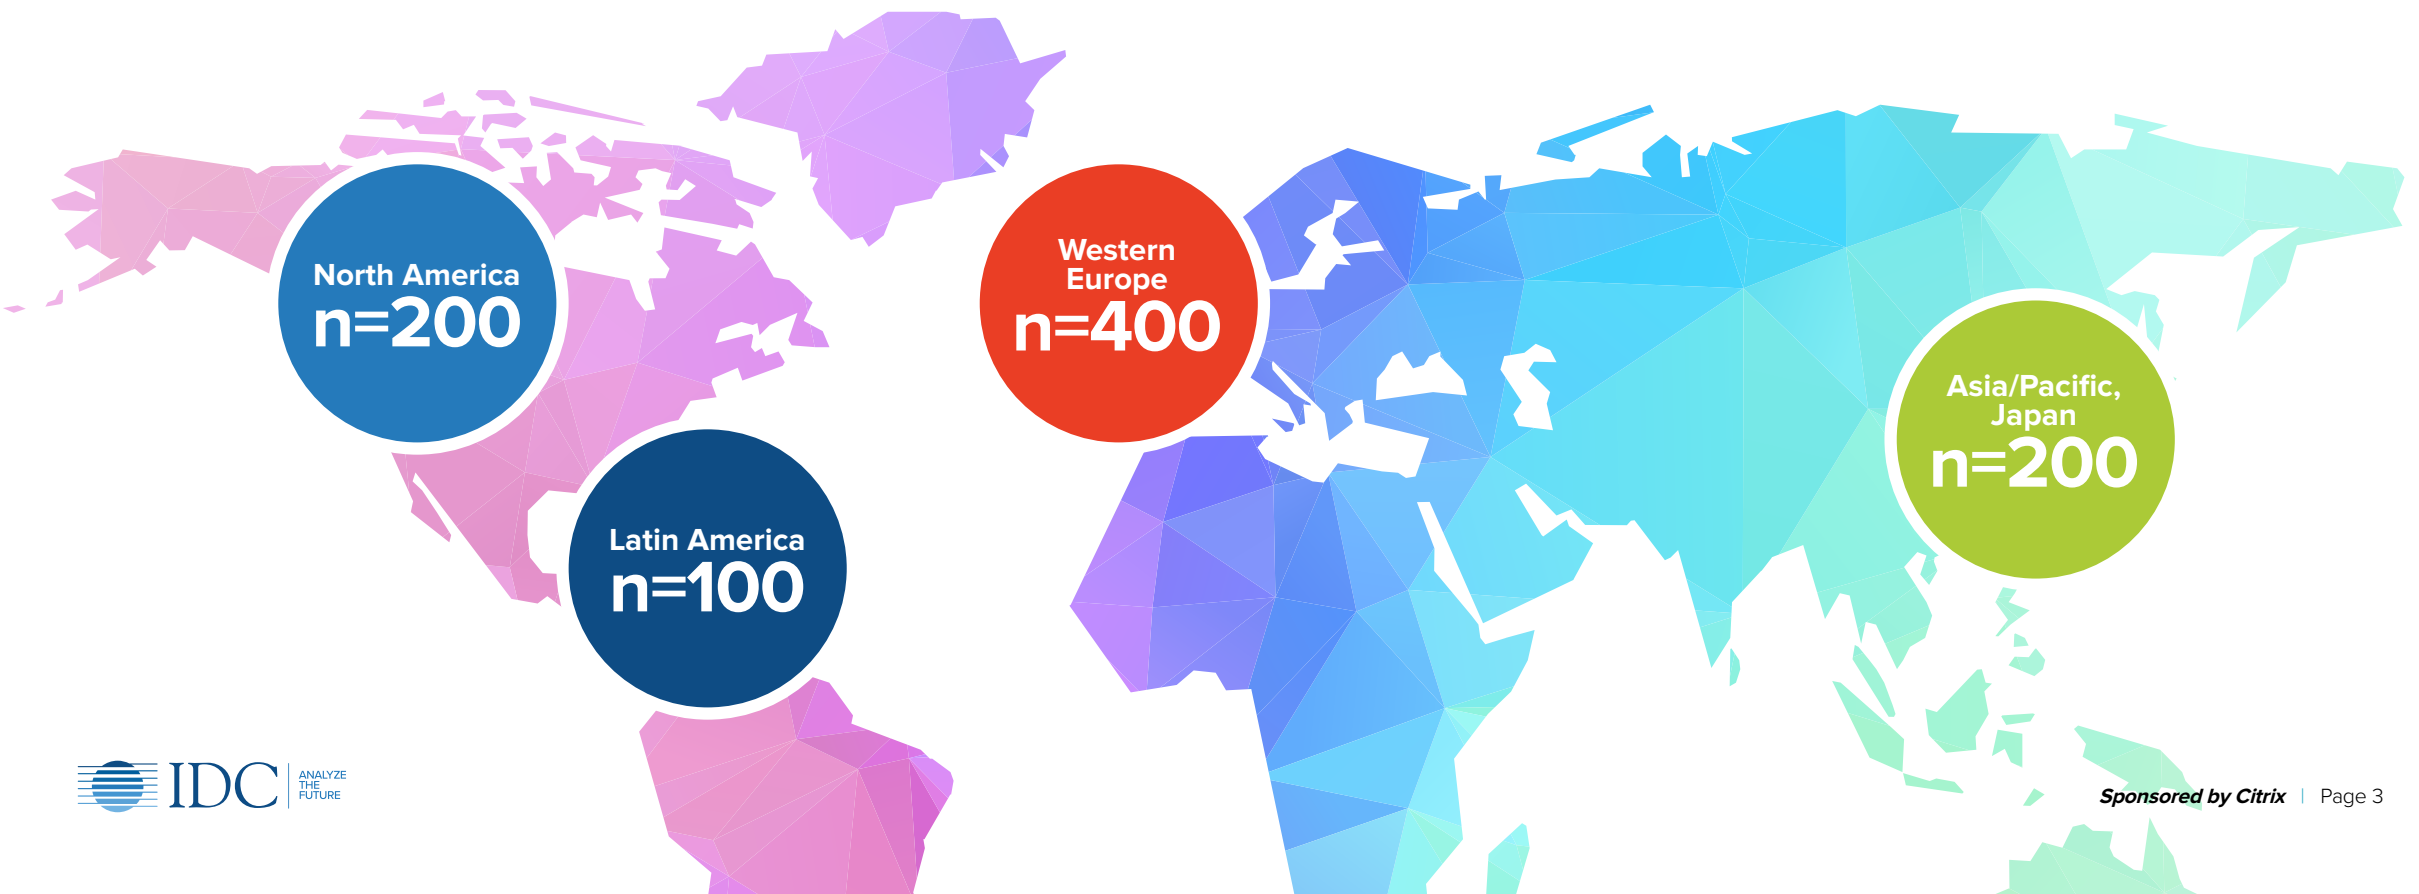 North America
n=200
Western
Europe
n=400
Asia/Pacific,
Japan
n=200
Latin America
n=100
IDC
ANALYZE
THE
FUTURE
Sponsored by Citrix | Page 3